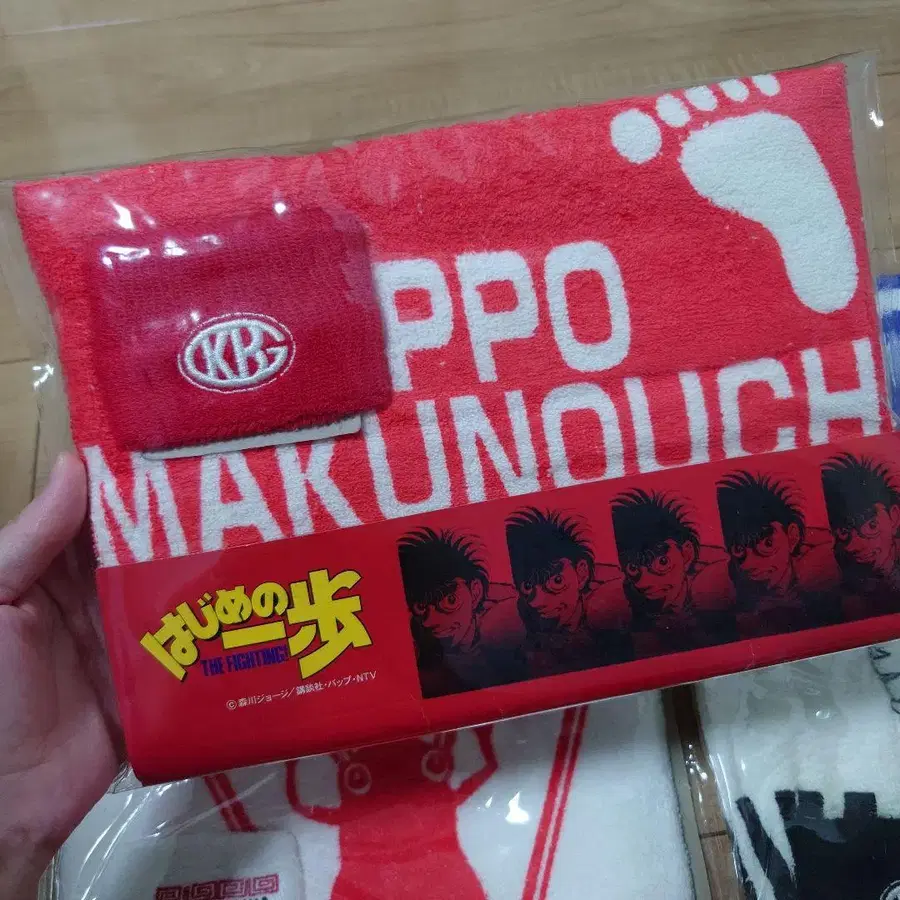 KBG
PPO
MAKUNOUCH
はじめの一歩
THE FIGHTING!
©森川ジョージ/講談社・バップ・NTV